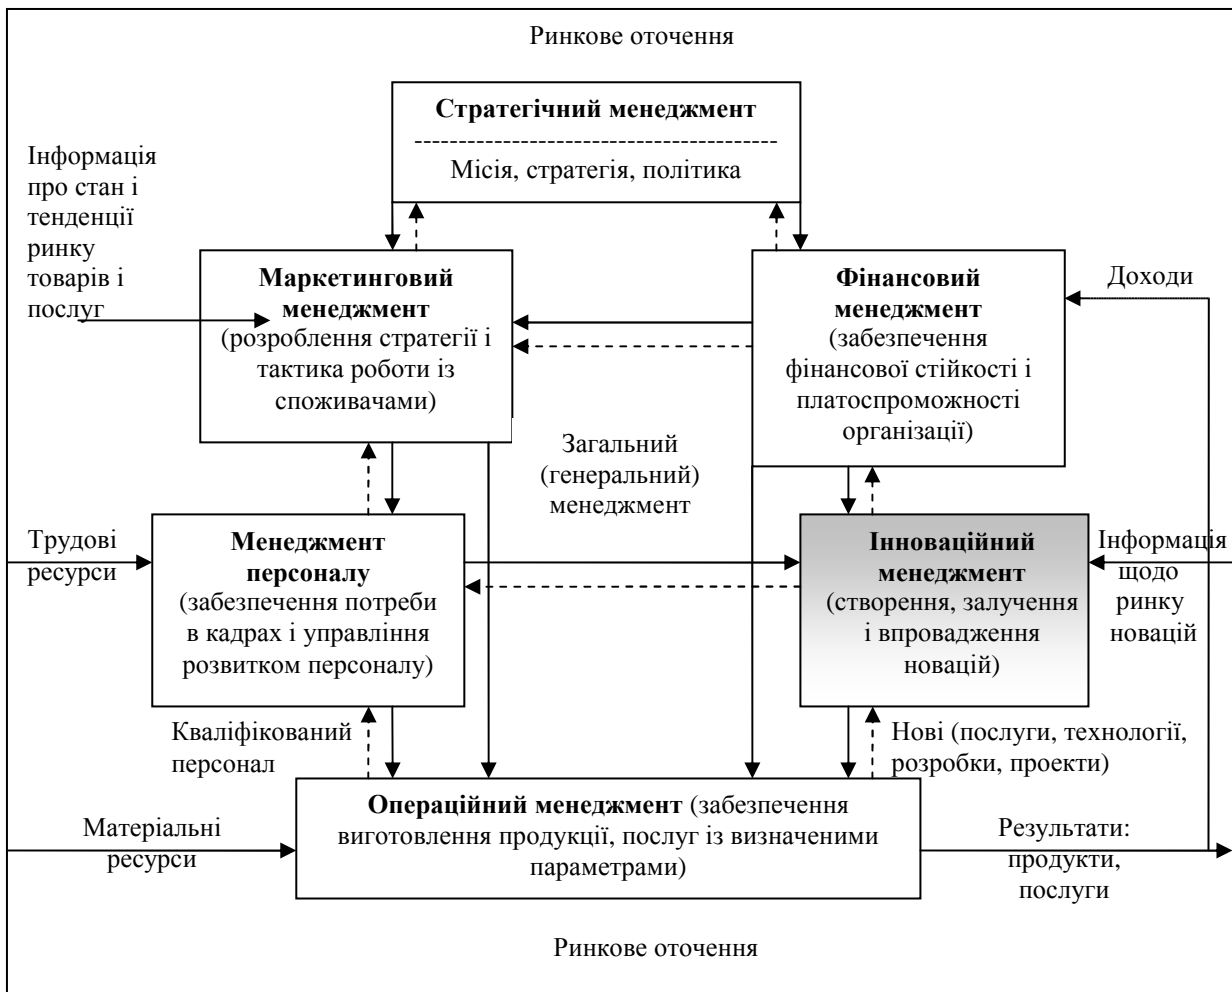 Ринкове оточення
Стратегічний менеджмент
Місія, стратегія, політика
Інформація
про стан і
тенденції
ринку
товарів і
послуг
Маркетинговий
менеджмент
(розроблення стратегії і
тактика роботи із
споживачами)
Фінансовий
менеджмент
(забезпечення
фінансової стійкості і
платоспроможності
організації)
Доходи
Загальний
(генеральний)
менеджмент
Трудові
ресурси
Менеджмент
персоналу
(забезпечення потреби
в кадрах і управління
розвитком персоналу)
Інноваційний
менеджмент
(створення, залучення
і впровадження
новацій)
Інформація
щодо
ринку
новацій
Кваліфікований
персонал
Нові (послуги, технології,
розробки, проекти)
Матеріальні
ресурси
Операційний менеджмент (забезпечення
виготовлення продукції, послуг із визначеними
параметрами)
Результати:
продукти,
послуги
Ринкове оточення